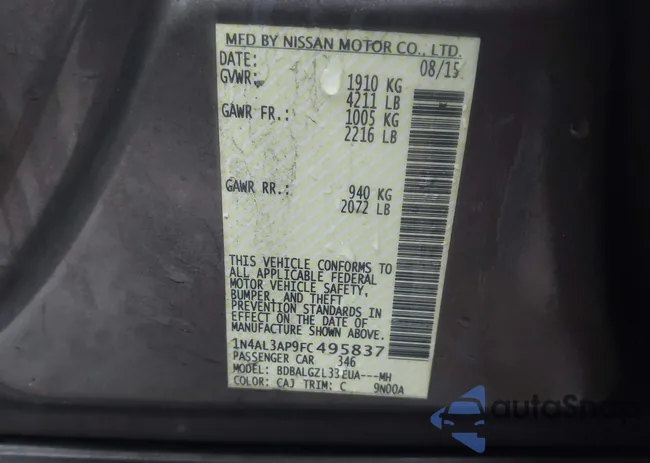 MFD BY NISSAN MOTOR CO., LTD.
DATE: 08/15
GVWR: 1910 KG
4211 LB
GAWR FR.: 1005 KG
2216 LB
GAWR RR.: 940 KG
2072 LB
THIS VEHICLE CONFORMS TO
ALL APPLICABLE FEDERAL
MOTOR VEHICLE SAFETY,
BUMPER, AND THEFT
PREVENTION STANDARDS IN
EFFECT ON THE DATE OF
MANUFACTURE SHOWN ABOVE.
1N4AL3AP9FC495837
PASSENGER CAR 346
MODEL: BDBALGZL33EUA---MH
COLOR: CAJ TRIM: C 9N00A
autoSnap